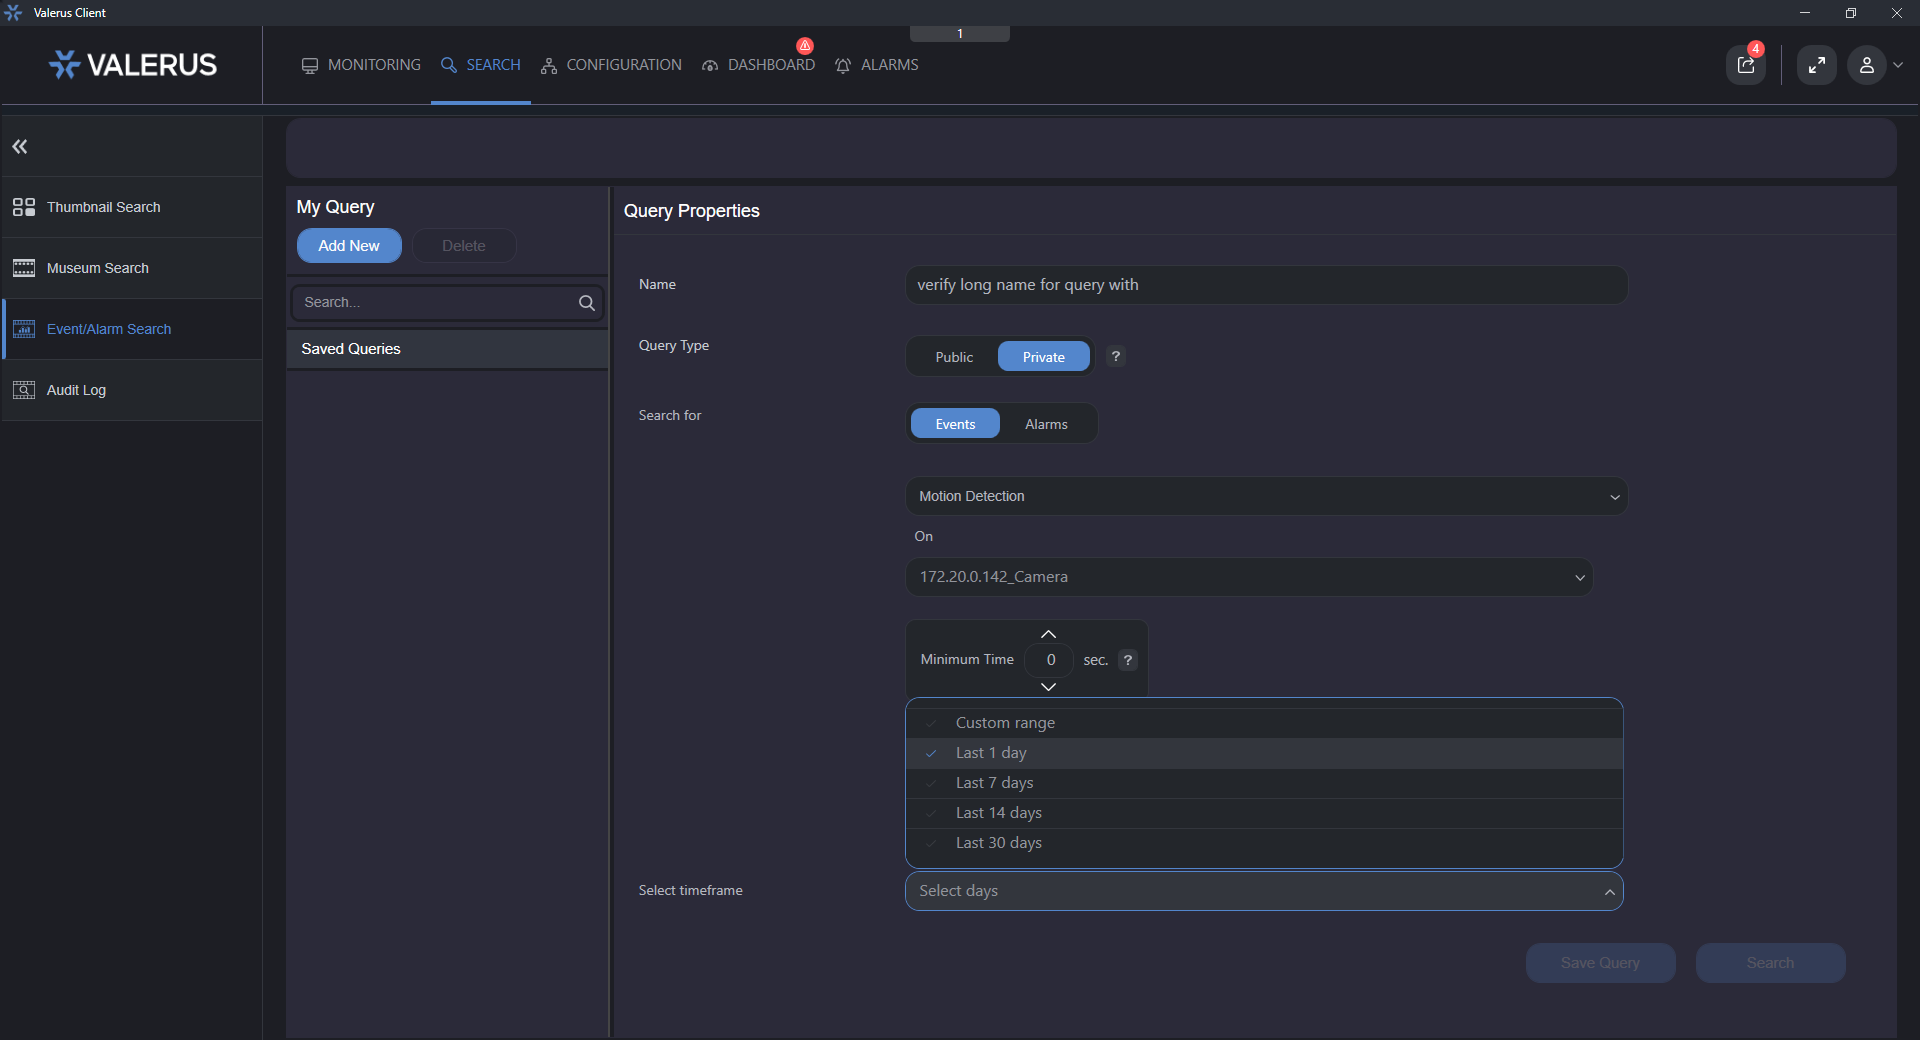 Valerus Client
1
VALERUS
MONITORING
SEARCH
CONFIGURATION
DASHBOARD
ALARMS
4
Thumbnail Search
Museum Search
Event/Alarm Search
Audit Log
My Query
Add New
Delete
Search...
Saved Queries
Query Properties
Name
verify long name for query with
Query Type
Public
Private
?
Search for
Events
Alarms
Motion Detection
On
172.20.0.142_Camera
Minimum Time
0
sec.
?
Custom range
Last 1 day
Last 7 days
Last 14 days
Last 30 days
Select timeframe
Select days
Save Query
Search